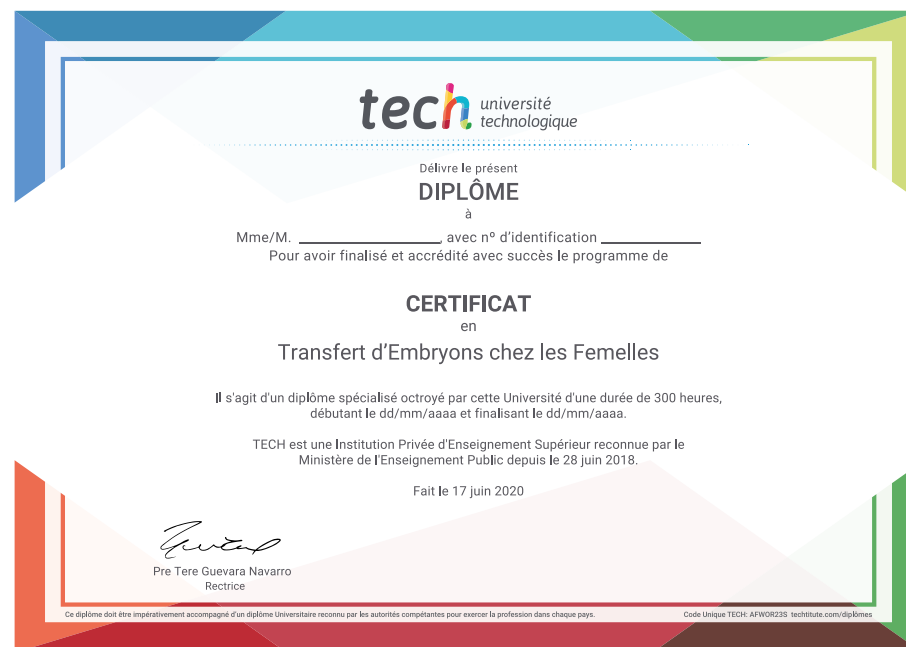 tech université
technologique
Délivre le présent
DIPLÔME
à
Mme/M. ____________________, avec nº d'identification ______________
Pour avoir finalisé et accrédité avec succès le programme de
CERTIFICAT
en
Transfert d'Embryons chez les Femelles
Il s'agit d'un diplôme spécialisé octroyé par cette Université d'une durée de 300 heures,
débutant le dd/mm/aaaa et finalisant le dd/mm/aaaa.
TECH est une Institution Privée d'Enseignement Supérieur reconnue par le
Ministère de l'Enseignement Public depuis le 28 juin 2018.
Fait le 17 juin 2020
Pre Tere Guevara Navarro
Rectrice
Ce diplôme doit être impérativement accompagné d'un diplôme Universitaire reconnu par les autorités compétantes pour exercer la profession dans chaque pays.
Code Unique TECH: AFWOR23S techtitute.com/diplômes